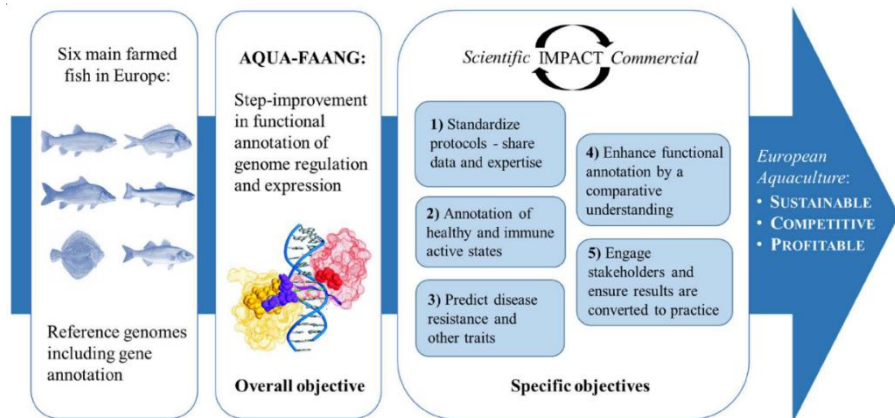 Six main farmed
fish in Europe:
Reference genomes
including gene
annotation
AQUA-FAANG:
Step-improvement
in functional
annotation of
genome regulation
and expression
Overall objective
Scientific IMPACT Commercial
1) Standardize
protocols - share
data and expertise
2) Annotation of
healthy and immune
active states
3) Predict disease
resistance and
other traits
4) Enhance functional
annotation by a
comparative
understanding
5) Engage
stakeholders and
ensure results are
converted to practice
Specific objectives
European
Aquaculture:
• SUSTAINABLE
• COMPETITIVE
• PROFITABLE